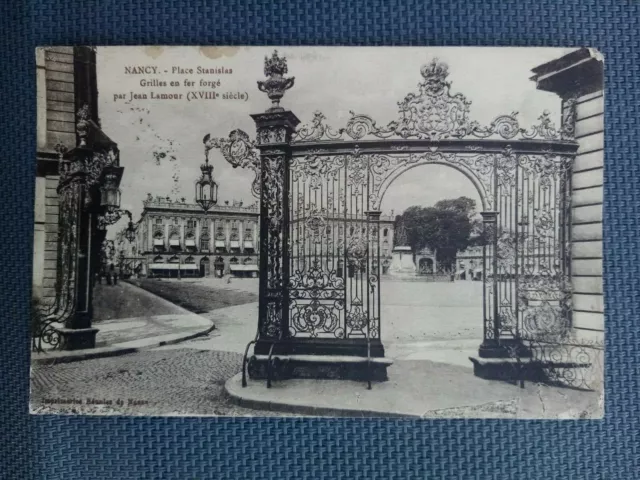 NANCY. - Place Stanislas
Grilles en fer forgé
par Jean Lamour (XVIIIe siècle)
Imprimeries Réunies de Nancy